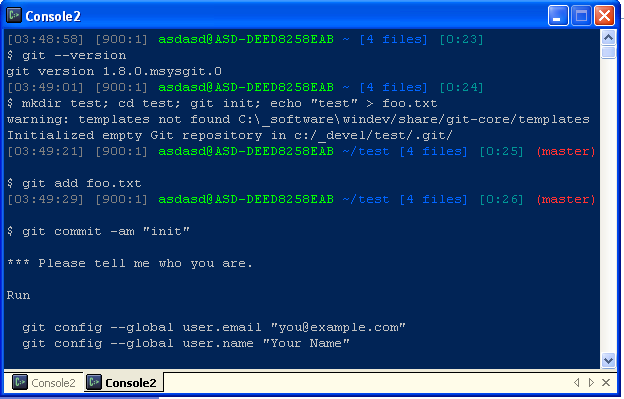 Console2
[03:48:58] [900:1] asdasd@ASD-DEED8258EAB ~ [4 files] [0:23]
$ git --version
git version 1.8.0.msysgit.0
[03:49:01] [900:1] asdasd@ASD-DEED8258EAB ~ [4 files] [0:24]
$ mkdir test; cd test; git init; echo "test" > foo.txt
warning: templates not found C:\_software\windev/share/git-core/templates
Initialized empty Git repository in c:/_devel/test/.git/
[03:49:21] [900:1] asdasd@ASD-DEED8258EAB ~/test [4 files] [0:25] (master)
$ git add foo.txt
[03:49:29] [900:1] asdasd@ASD-DEED8258EAB ~/test [4 files] [0:26] (master)
$ git commit -am "init"
*** Please tell me who you are.
Run
git config --global user.email "you@example.com"
git config --global user.name "Your Name"
Console2 Console2